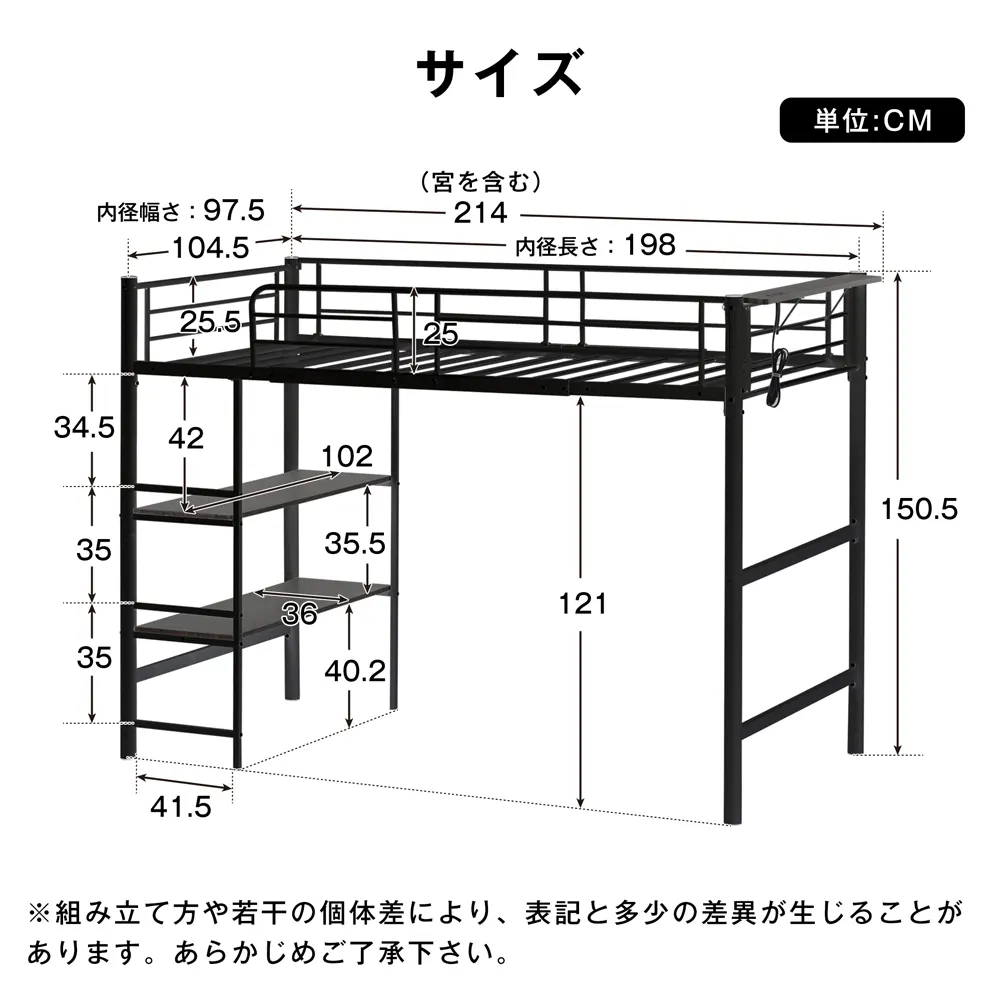 サイズ
単位:CM
（宮を含む）
214
内径幅さ：97.5
104.5
内径長さ：198
25.5
25
34.5
42
102
150.5
35
35.5
121
36
35
40.2
41.5
※組み立て方や若干の個体差により、表記と多少の差異が生じることが
あります。あらかじめご了承下さい。